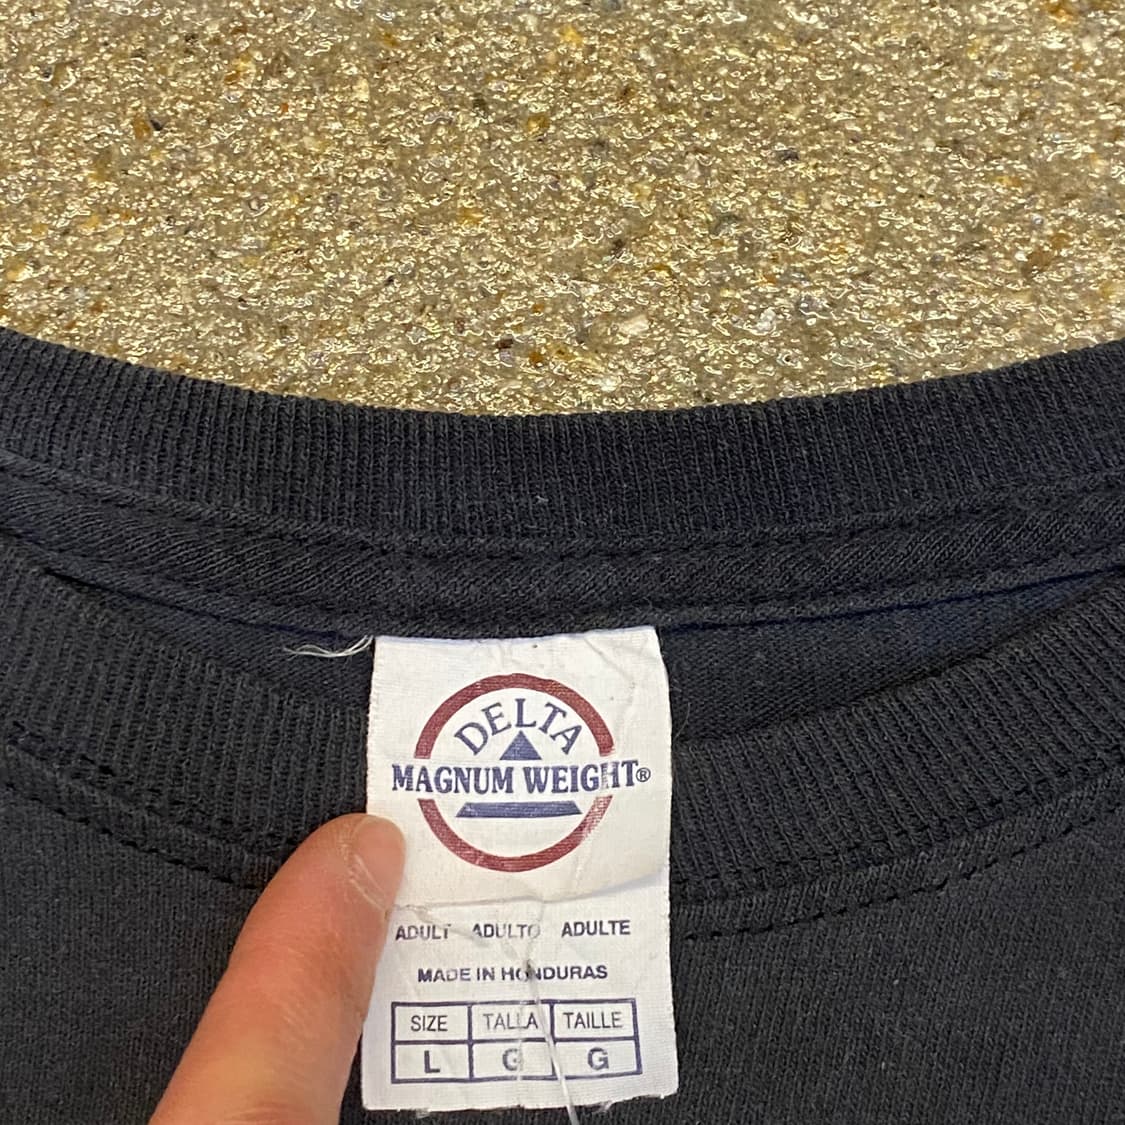 DELTA
MAGNUM WEIGHT®
ADULT ADULTO ADULTE
MADE IN HONDURAS
SIZE TALLA TAILLE
L G G